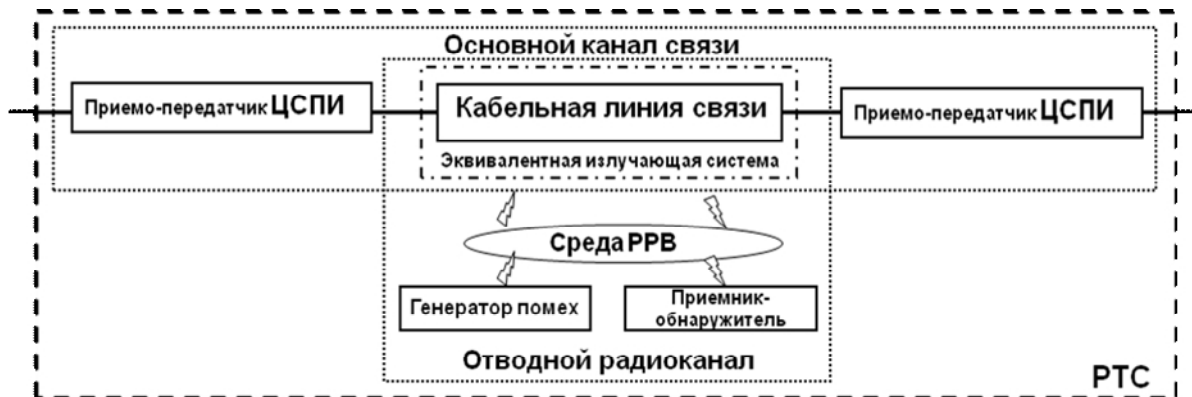 Основной канал связи
Приемо-передатчик ЦСПИ
Кабельная линия связи
Приемо-передатчик ЦСПИ
Эквивалентная излучающая система
Среда РРВ
Генератор помех
Приемник-
обнаружитель
Отводной радиоканал
РТС